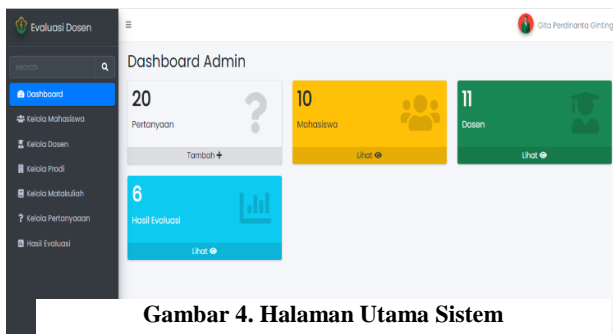 Evaluasi Dosen
Gita Perdinanta Ginting
search
Dashboard Admin
Dashboard
Kelola Mahasiswa
Kelola Dosen
Kelola Prodi
Kelola Matakuliah
Kelola Pertanyaaan
Hasil Evaluasi
20
Pertanyaan
Tambah
10
Mahasiswa
Lihat
11
Dosen
Lihat
6
Hasil Evaluasi
Lihat
Gambar 4. Halaman Utama Sistem